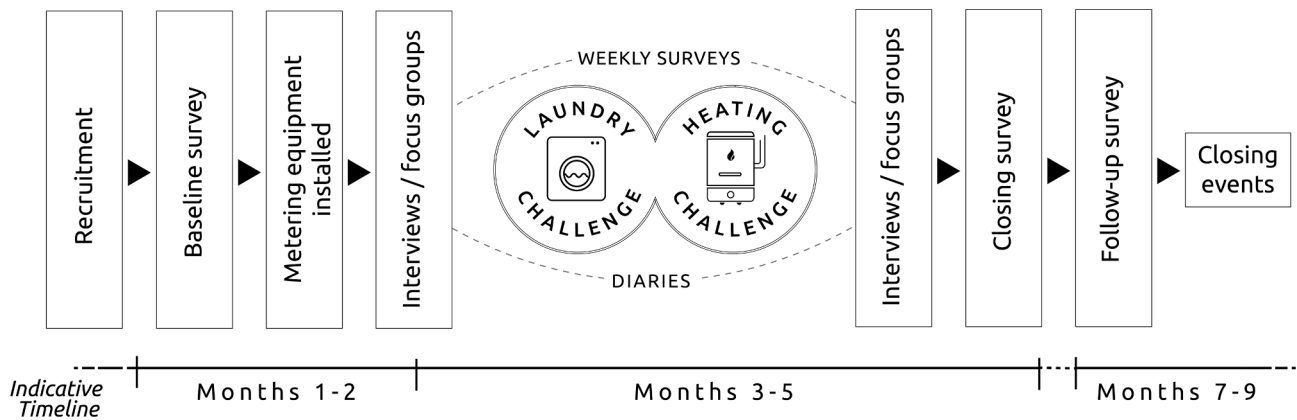 Recruitment
Baseline survey
Metering equipment
installed
Interviews / focus groups
WEEKLY SURVEYS
LAUNDRY
CHALLENGE
HEATING
CHALLENGE
DIARIES
Interviews / focus groups
Closing survey
Follow-up survey
Closing
events
Indicative
Timeline
Months 1-2
Months 3-5
Months 7-9